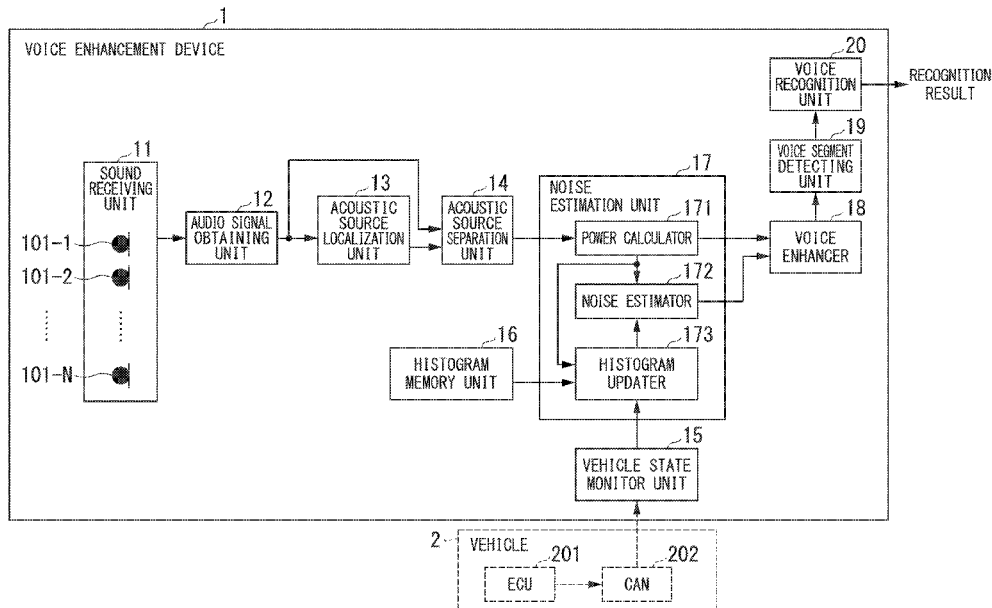 1
VOICE ENHANCEMENT DEVICE
20
VOICE
RECOGNITION
UNIT
RECOGNITION
RESULT
19
VOICE SEGMENT
DETECTING
UNIT
11
SOUND
RECEIVING
UNIT
101-1
101-2
101-N
12
AUDIO SIGNAL
OBTAINING
UNIT
13
ACOUSTIC
SOURCE
LOCALIZATION
UNIT
14
ACOUSTIC
SOURCE
SEPARATION
UNIT
17
NOISE
ESTIMATION UNIT
171
POWER CALCULATOR
172
NOISE ESTIMATOR
173
HISTOGRAM
UPDATER
18
VOICE
ENHANCER
16
HISTOGRAM
MEMORY UNIT
15
VEHICLE STATE
MONITOR UNIT
2
VEHICLE
201
ECU
202
CAN